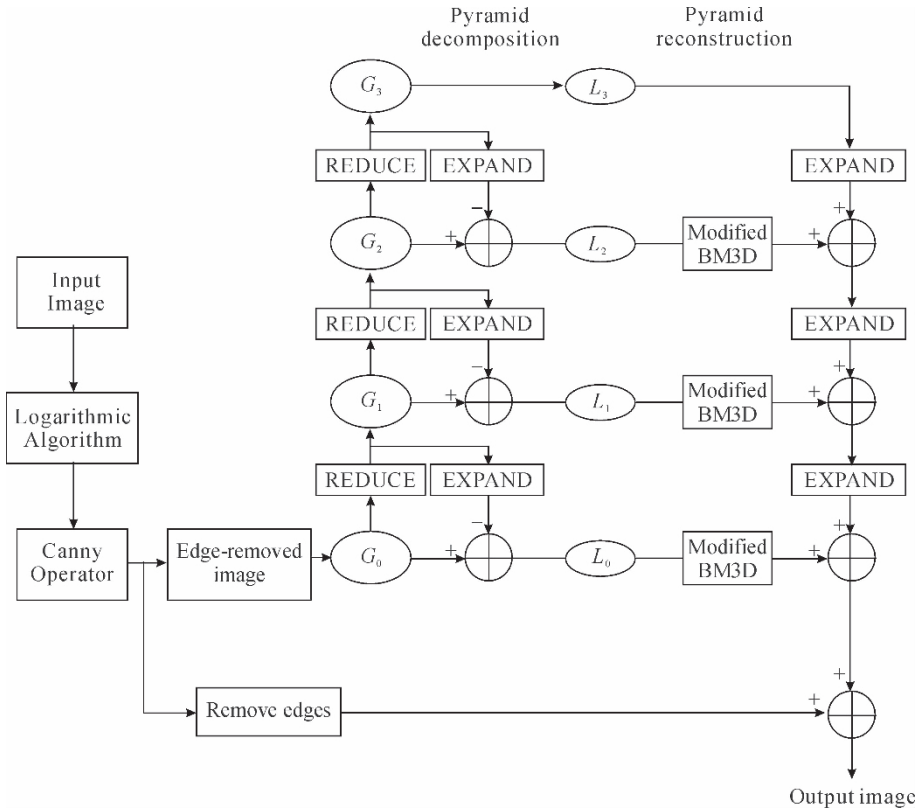 Pyramid
decomposition
Pyramid
reconstruction
G₃
L₃
REDUCE
EXPAND
EXPAND
−
+
G₂
+
L₂
Modified
BM3D
+
Input
Image
REDUCE
EXPAND
EXPAND
−
+
Logarithmic
Algorithm
G₁
+
L₁
Modified
BM3D
+
REDUCE
EXPAND
EXPAND
−
+
Canny
Operator
Edge-removed
image
G₀
+
L₀
Modified
BM3D
+
+
Remove edges
+
Output image